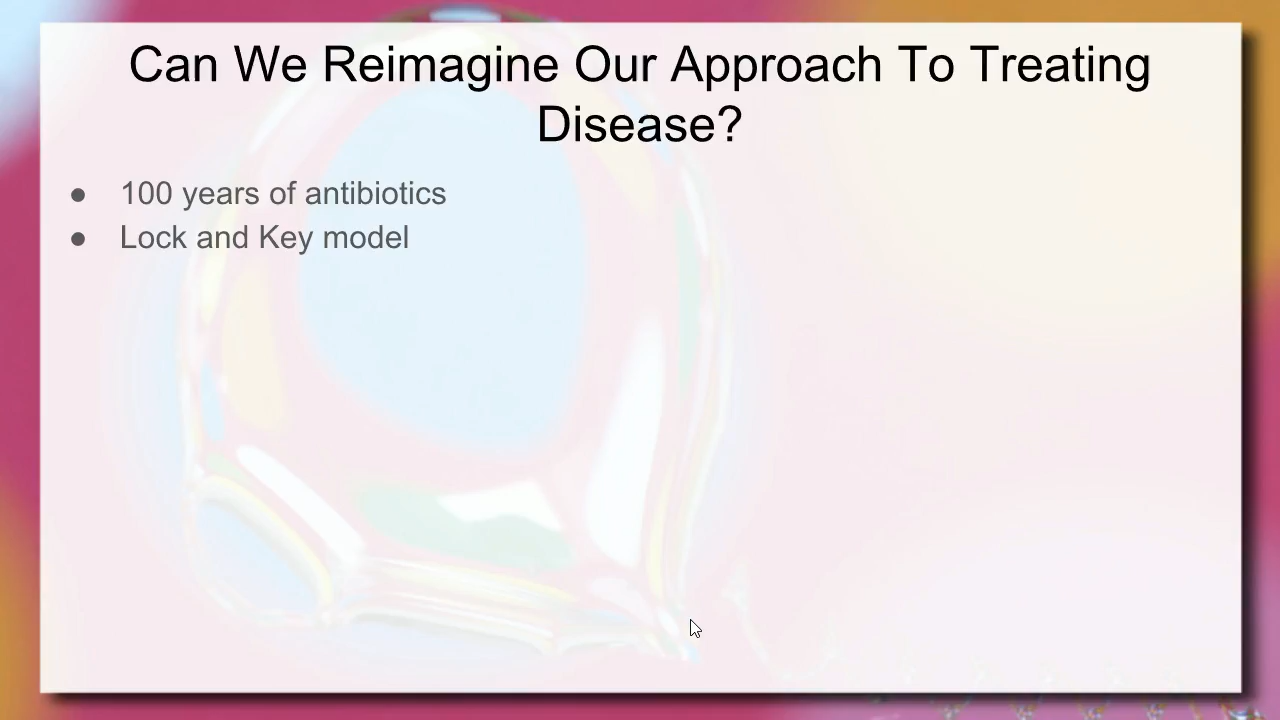 Can We Reimagine Our Approach To Treating
Disease?
● 100 years of antibiotics
● Lock and Key model